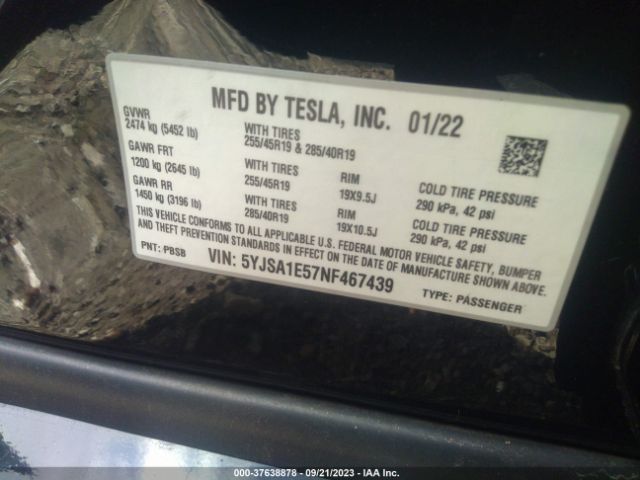 MFD BY TESLA, INC. 01/22
GVWR
2474 kg (5452 lb)
WITH TIRES
255/45R19 & 285/40R19
GAWR FRT
1200 kg (2645 lb)
WITH TIRES
255/45R19
RIM
19X9.5J
COLD TIRE PRESSURE
290 kPa, 42 psi
GAWR RR
1450 kg (3196 lb)
WITH TIRES
285/40R19
RIM
19X10.5J
COLD TIRE PRESSURE
290 kPa, 42 psi
THIS VEHICLE CONFORMS TO ALL APPLICABLE U.S. FEDERAL MOTOR VEHICLE SAFETY, BUMPER
AND THEFT PREVENTION STANDARDS IN EFFECT ON THE DATE OF MANUFACTURE SHOWN ABOVE.
PNT: PBSB
VIN: 5YJSA1E57NF467439
TYPE: PASSENGER
000-37638878 - 09/21/2023 - IAA Inc.